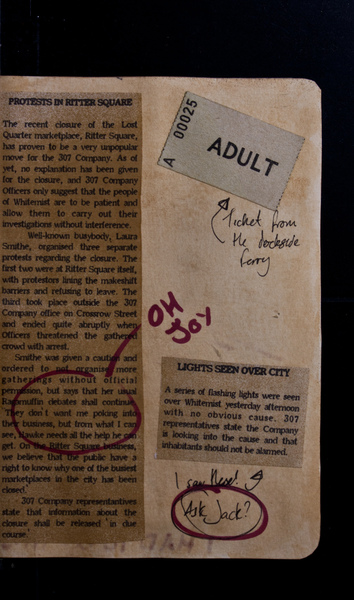 PROTESTS IN RITTER SQUARE
The recent closure of the Lost
Quarter marketplace, Ritter Square,
has proven to be a very unpopular
move for the 307 Company. As of
yet, no explanation has been given
for the closure, and 307 Company
Officers only suggest that the people
of Whitemist are to be patient and
allow them to carry out their
investigations without interference.
Well-known busybody, Laura
Smithe, organised three separate
protests regarding the closure. The
first two were at Ritter Square itself,
with protestors lining the makeshift
barriers and refusing to leave. The
third took place outside the 307
Company office on Crossrow Street
and ended quite abruptly when
Officers threatened the gathered
crowd with arrest.
Smithe was given a caution and
ordered to not organise more
gatherings without official
permission, but says that her usual
Ragamuffin debates shall continue.
"They don't want me poking into
their business, but from what I can
see, Hawke needs all the help he can
get. On the Ritter Square business,
we believe that the public have a
right to know why one of the busiest
marketplaces in the city has been
closed."
307 Company representatives
state that information about the
closure shall be released in due
course.
OH
JOY
A 00025
ADULT
Ticket from
the dockside
ferry
LIGHTS SEEN OVER CITY
A series of flashing lights were seen
over Whitemist yesterday afternoon
with no obvious cause. 307
representatives state the Company
is looking into the cause and that
inhabitants should not be alarmed.
I saw these!
Ask Jack?